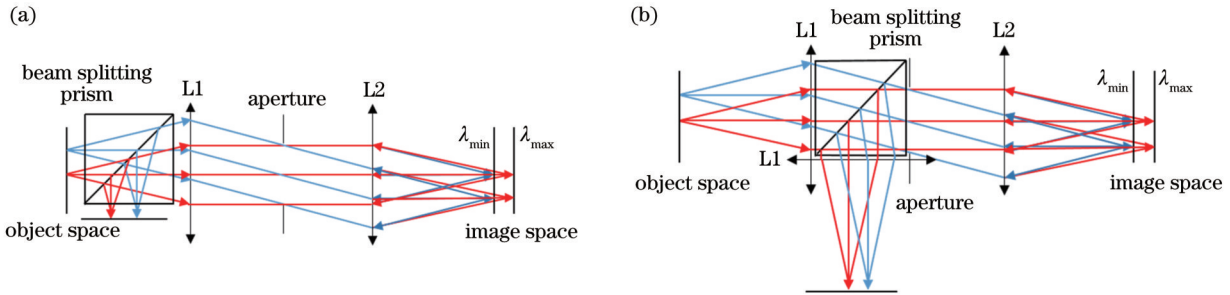 (a)
beam splitting
prism
L1
aperture
L2
λmin
λmax
object space
image space
(b)
beam splitting
prism
L1
L2
λmin
λmax
L1
object space
aperture
image space